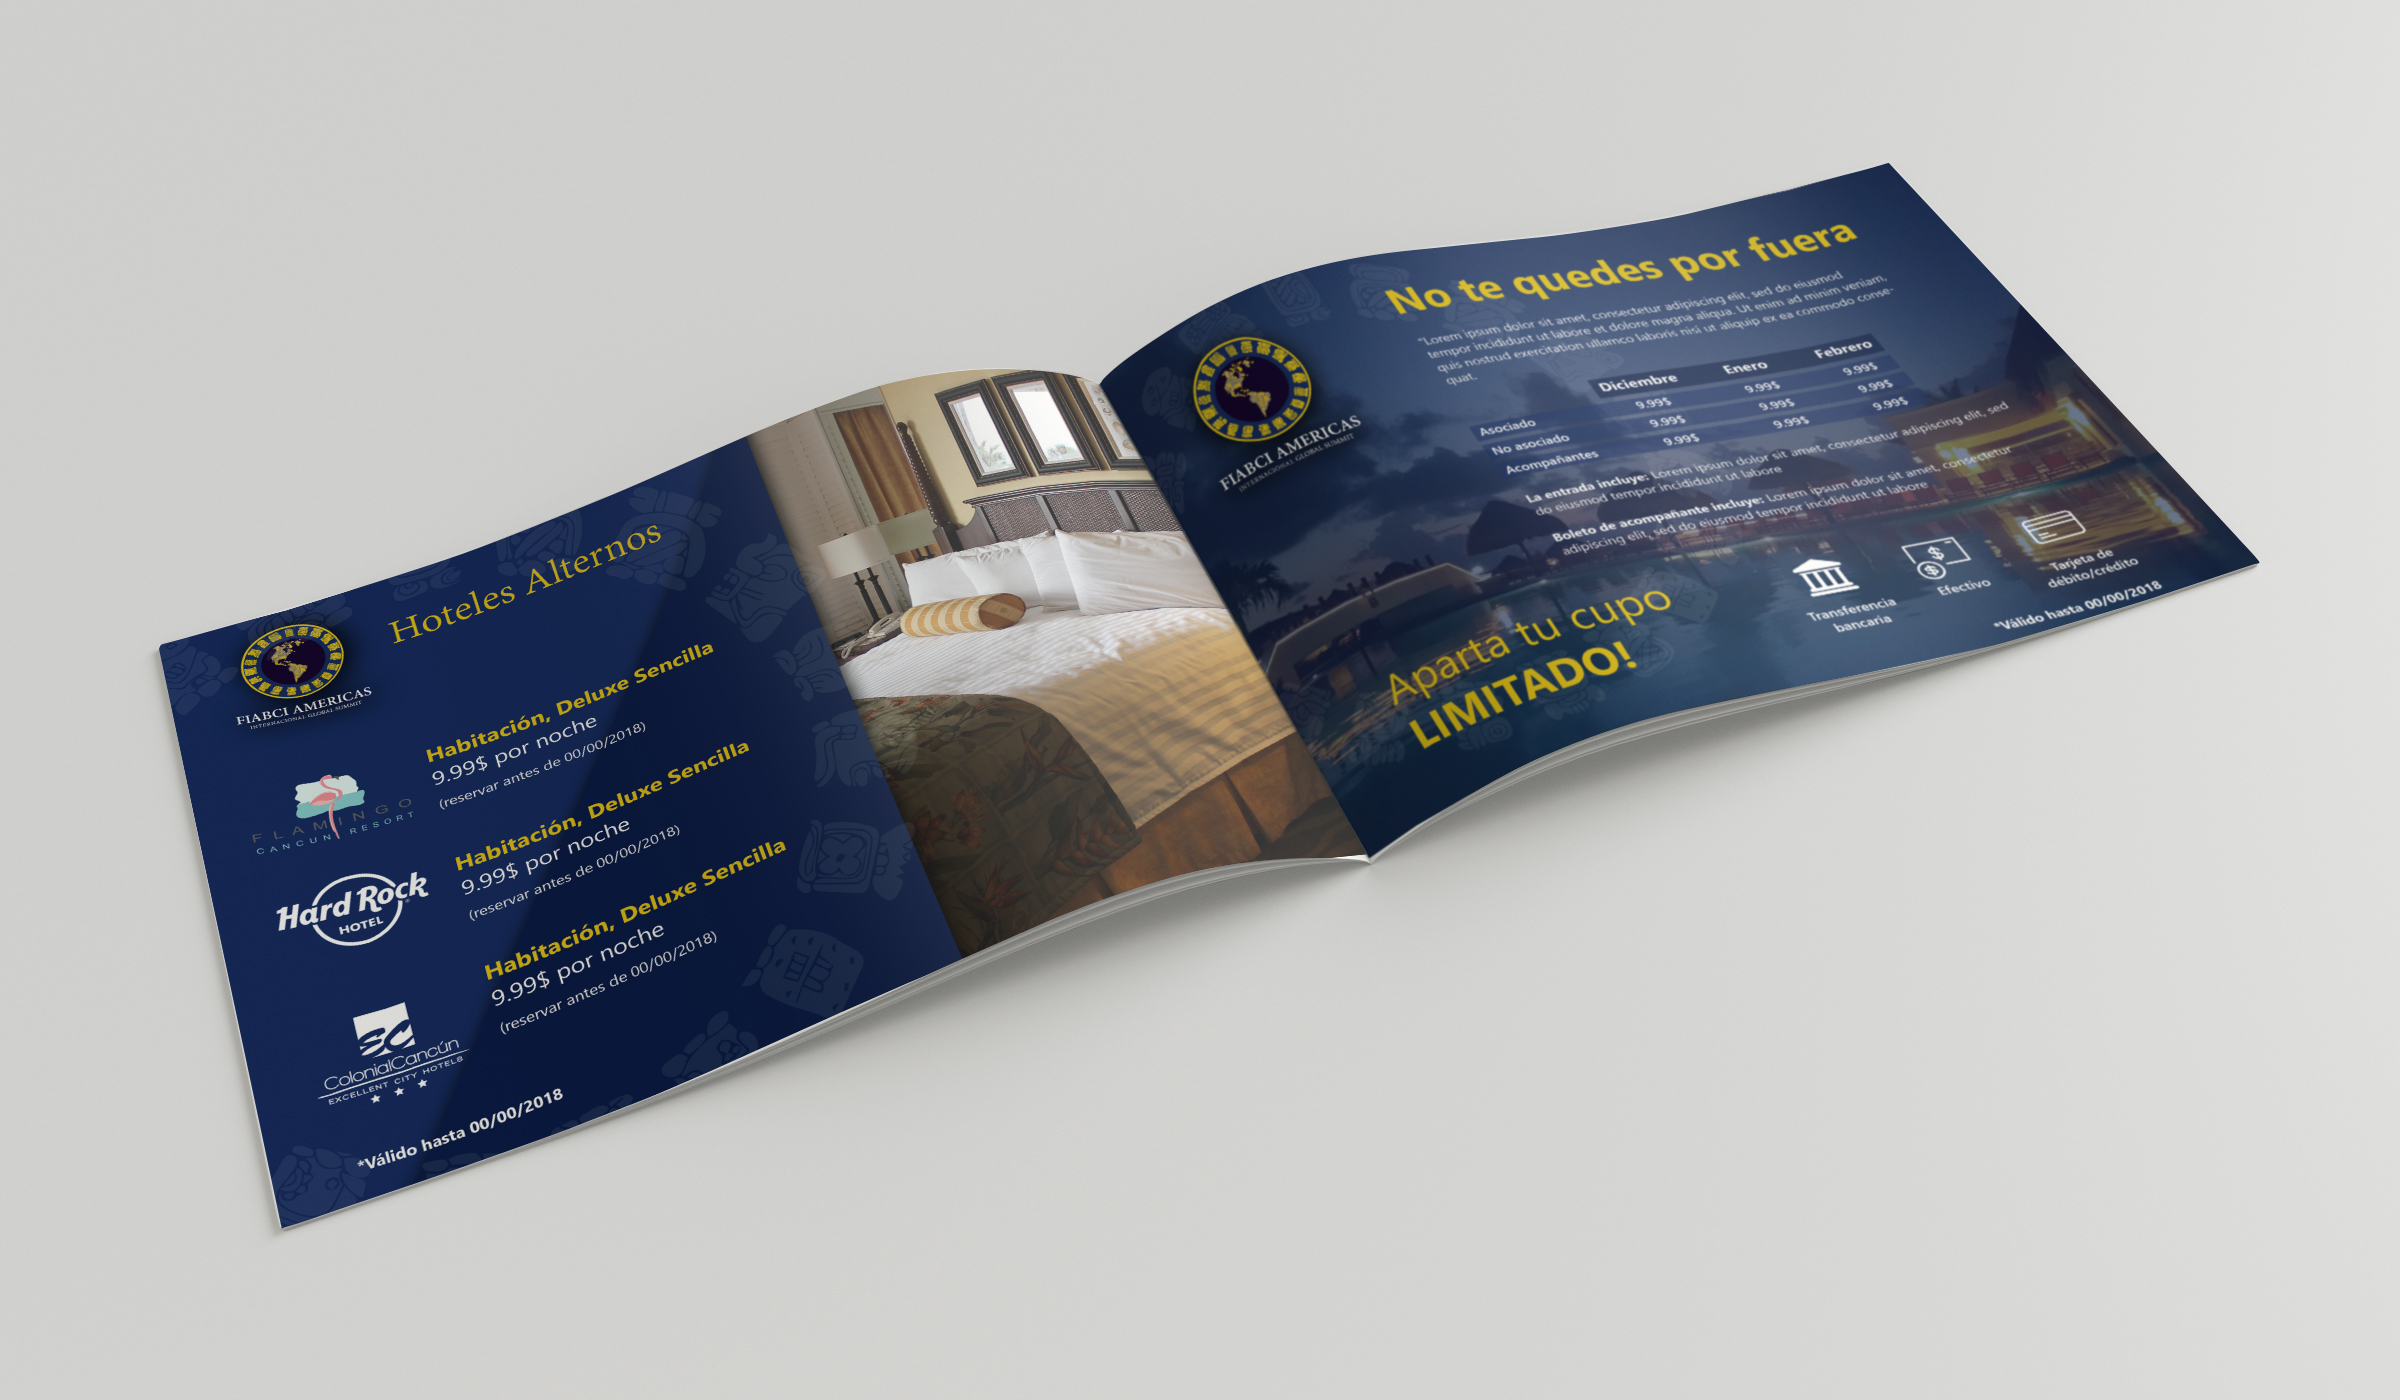 Hoteles Alternos
FIABCI AMERICAS
INTERNACIONAL GLOBAL SUMMIT
FLAMINGO
CANCUN RESORT
Habitación, Deluxe Sencilla
9.99$ por noche
(reservar antes de 00/00/2018)
Hard Rock
HOTEL
Habitación, Deluxe Sencilla
9.99$ por noche
(reservar antes de 00/00/2018)
ColonialCancún
EXCELLENT CITY HOTELS
Habitación, Deluxe Sencilla
9.99$ por noche
(reservar antes de 00/00/2018)
*Válido hasta 00/00/2018
FIABCI AMERICAS
INTERNACIONAL GLOBAL SUMMIT
No te quedes por fuera
"Lorem ipsum dolor sit amet, consectetur adipiscing elit, sed do eiusmod
tempor incididunt ut labore et dolore magna aliqua. Ut enim ad minim veniam,
quis nostrud exercitation ullamco laboris nisi ut aliquip ex ea commodo conse-
quat.
Diciembre Enero Febrero
Asociado 9.99$ 9.99$ 9.99$
No asociado 9.99$ 9.99$ 9.99$
Acompañantes 9.99$ 9.99$ 9.99$
La entrada incluye: Lorem ipsum dolor sit amet, consectetur adipiscing elit, sed
do eiusmod tempor incididunt ut labore
Boleto de acompañante incluye: Lorem ipsum dolor sit amet, consectetur
adipiscing elit, sed do eiusmod tempor incididunt ut labore
Aparta tu cupo
LIMITADO!
Transferencia
bancaria
Efectivo
Tarjeta de
débito/crédito
*Válido hasta 00/00/2018